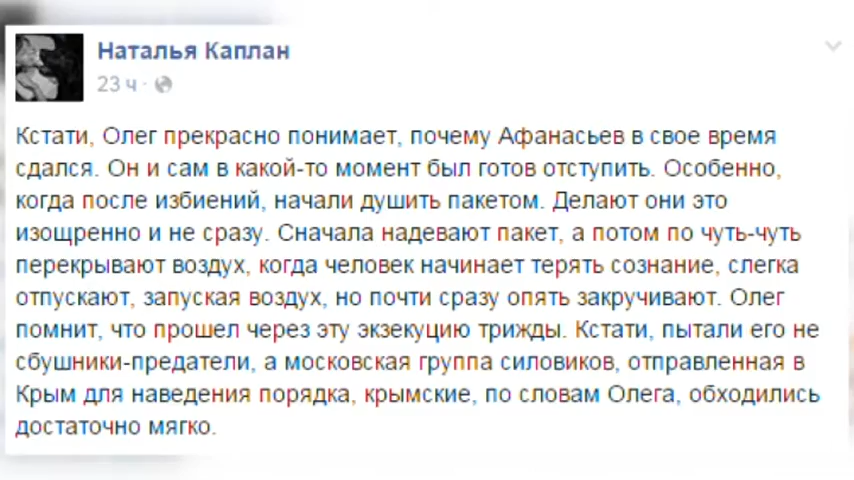 Наталья Каплан
23 ч ·
Кстати, Олег прекрасно понимает, почему Афанасьев в свое время
сдался. Он и сам в какой-то момент был готов отступить. Особенно,
когда после избиений, начали душить пакетом. Делают они это
изощренно и не сразу. Сначала надевают пакет, а потом по чуть-чуть
перекрывают воздух, когда человек начинает терять сознание, слегка
отпускают, запуская воздух, но почти сразу опять закручивают. Олег
помнит, что прошел через эту экзекуцию трижды. Кстати, пытали его не
сбушники-предатели, а московская группа силовиков, отправленная в
Крым для наведения порядка, крымские, по словам Олега, обходились
достаточно мягко.